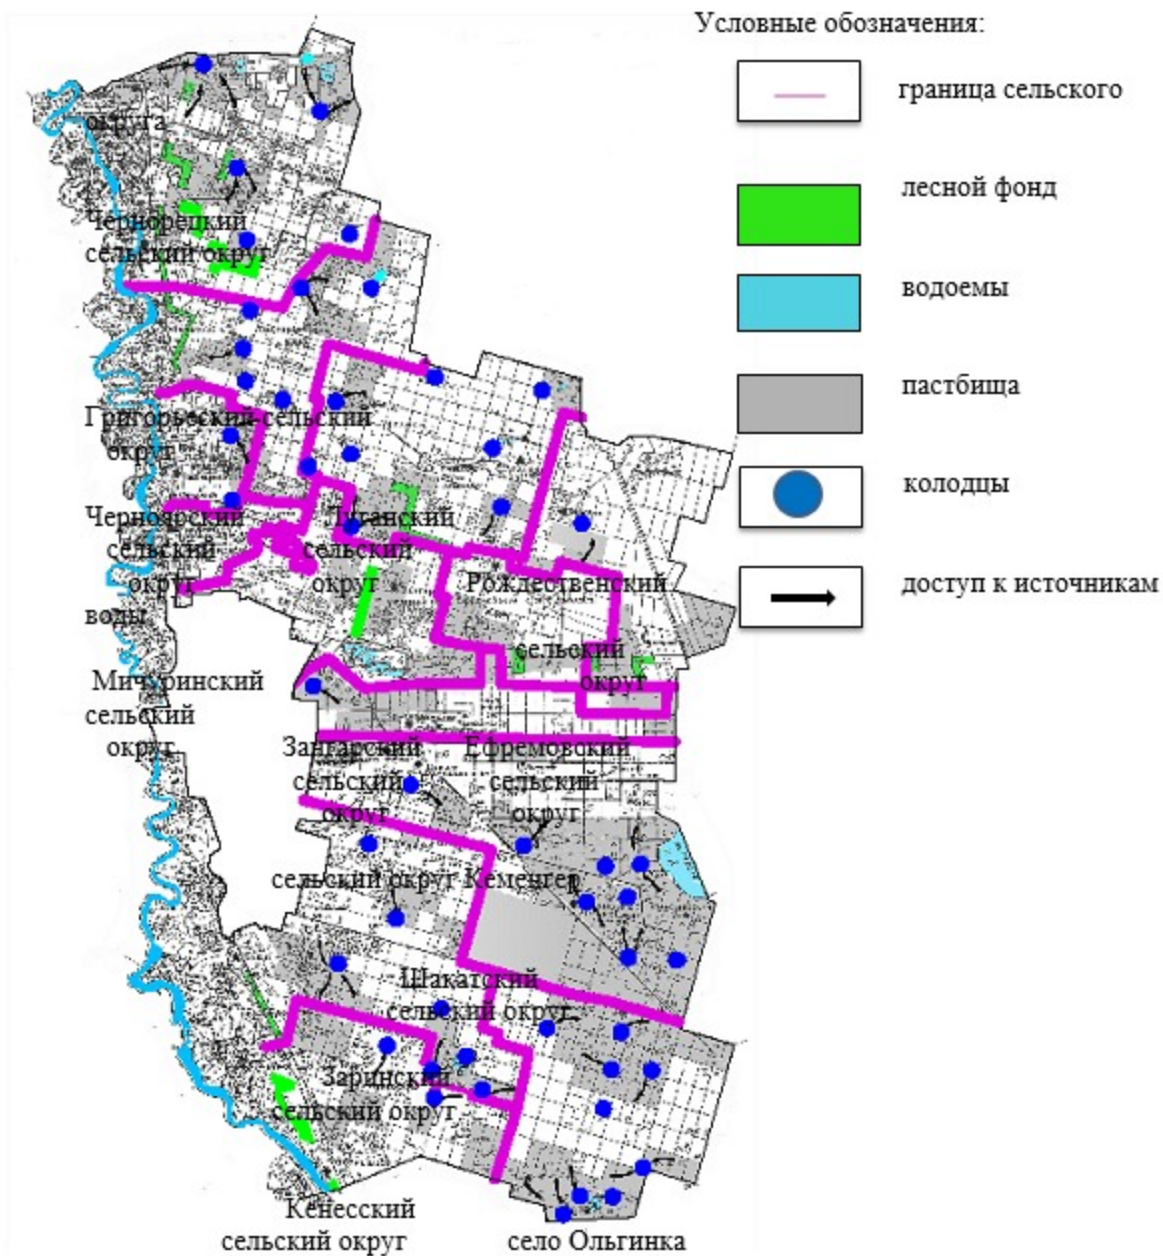 Условные обозначения:
граница сельского
лесной фонд
водоемы
пастбища
колодцы
доступ к источникам
округа
Чернорецкий
сельский округ
Григорьеский сельский
округ
Черноярский
сельский
округ
воды
Луганский
сельский
округ
Рождественский
сельский
округ
Мичуринский
сельский
округ
Зангарский
сельский
округ
Ефремовский
сельский
округ
сельский округ Кеменгер
Шакатский
сельский округ
Заринский
сельский округ
Кенесский
сельский округ
село Ольгинка